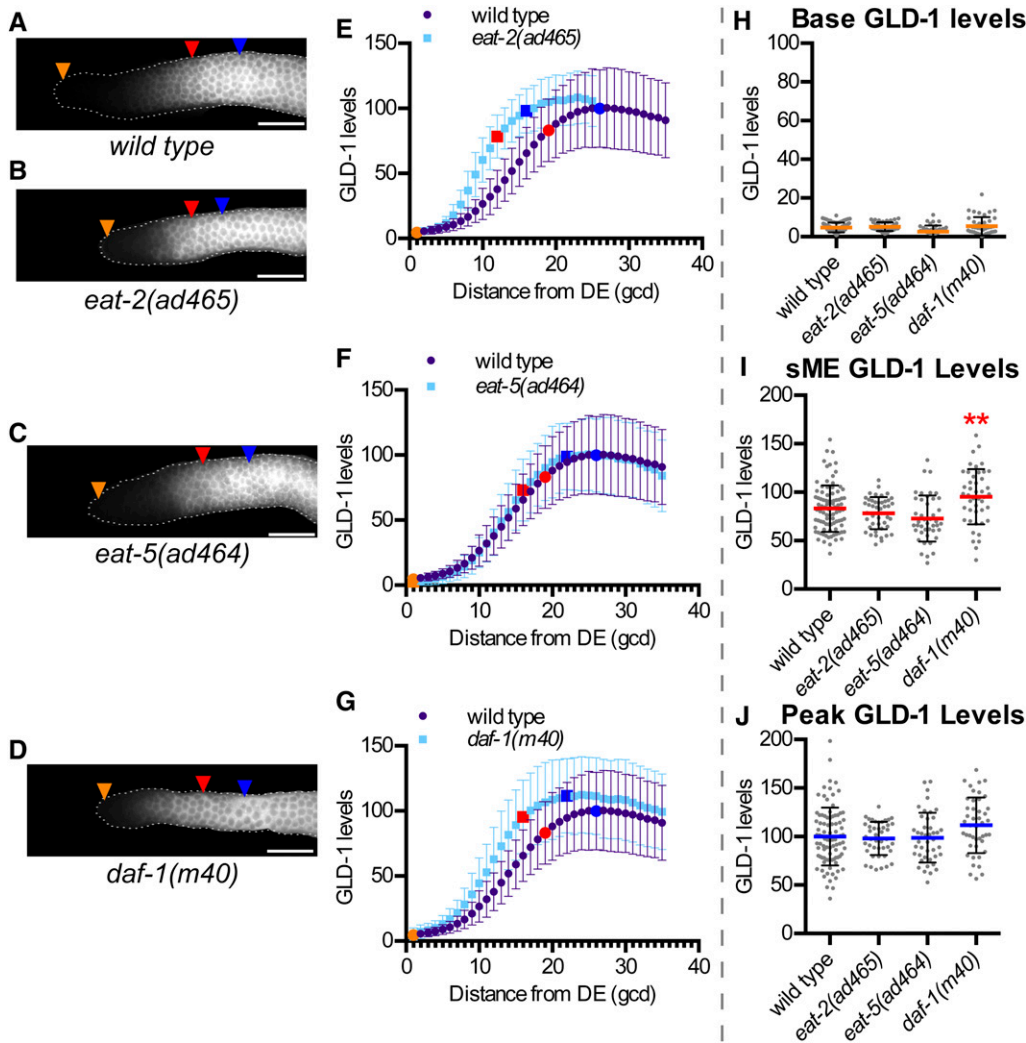 A
wild type
B
eat-2(ad465)
C
eat-5(ad464)
D
daf-1(m40)
E
wild type
eat-2(ad465)
150
100
50
0
GLD-1 levels
0 10 20 30 40
Distance from DE (gcd)
F
wild type
eat-5(ad464)
150
100
50
0
GLD-1 levels
0 10 20 30 40
Distance from DE (gcd)
G
wild type
daf-1(m40)
150
100
50
0
GLD-1 levels
0 10 20 30 40
Distance from DE (gcd)
H Base GLD-1 levels
100
80
60
40
20
0
GLD-1 levels
wild type
eat-2(ad465)
eat-5(ad464)
daf-1(m40)
I sME GLD-1 Levels
200
150
100
50
0
GLD-1 levels
**
wild type
eat-2(ad465)
eat-5(ad464)
daf-1(m40)
J Peak GLD-1 Levels
200
150
100
50
0
GLD-1 levels
wild type
eat-2(ad465)
eat-5(ad464)
daf-1(m40)